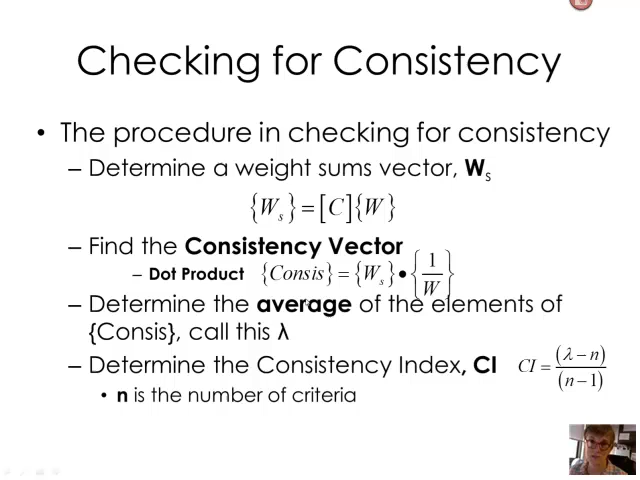 Checking for Consistency
• The procedure in checking for consistency
– Determine a weight sums vector, Ws
{Ws} = [C]{W}
– Find the Consistency Vector
– Dot Product {Consis} = {Ws} • {1/W}
– Determine the average of the elements of
{Consis}, call this λ
– Determine the Consistency Index, CI CI = (λ – n)/(n – 1)
• n is the number of criteria